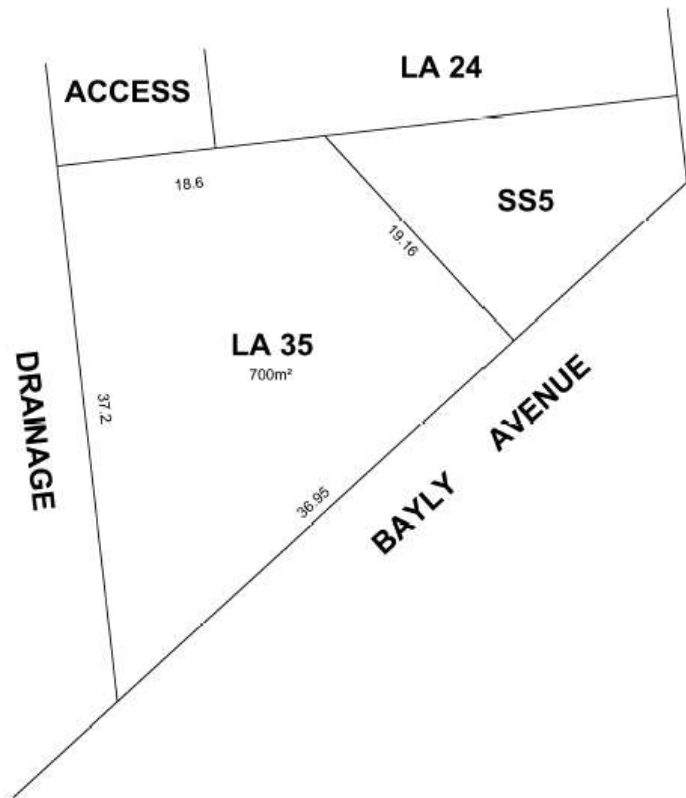 LA 24
ACCESS
18.6
SS5
19.16
LA 35
700m²
DRAINAGE
37.2
36.95
BAYLY AVENUE